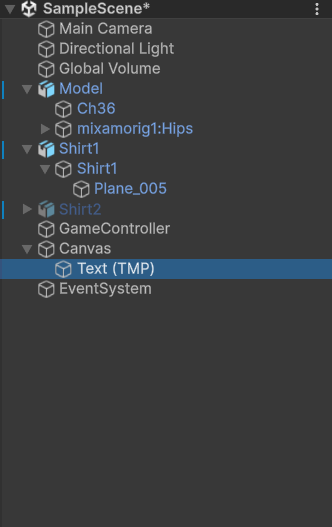 SampleScene*
Main Camera
Directional Light
Global Volume
Model
Ch36
mixamorig1:Hips
Shirt1
Shirt1
Plane_005
Shirt2
GameController
Canvas
Text (TMP)
EventSystem